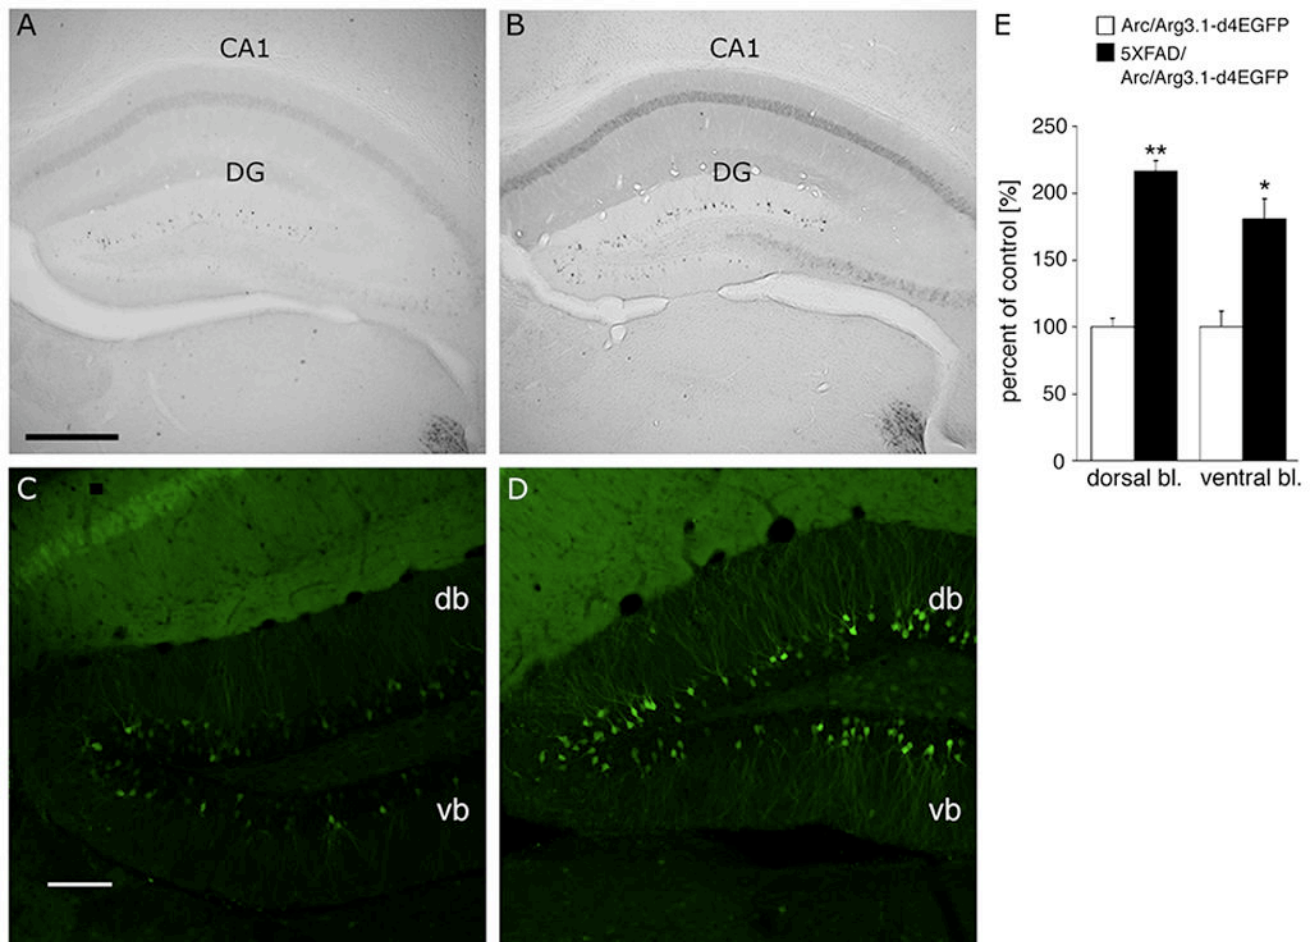 A
CA1
DG
B
CA1
DG
C
db
vb
D
db
vb
E
Arc/Arg3.1-d4EGFP
5XFAD/
Arc/Arg3.1-d4EGFP
percent of control [%]
250
200
150
100
50
0
**
*
dorsal bl.
ventral bl.